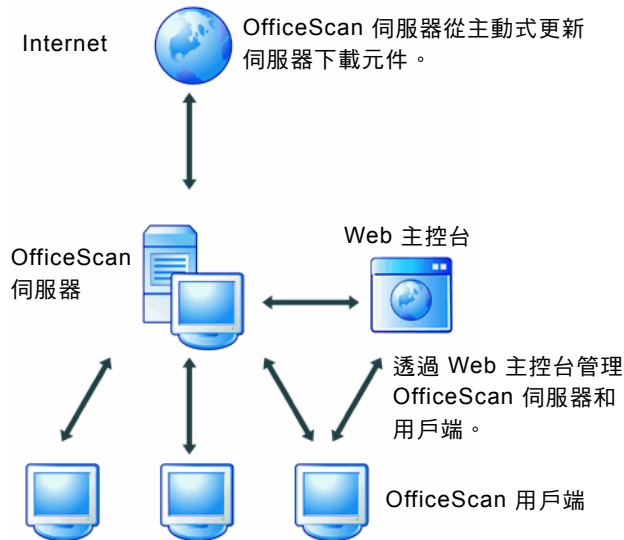 Internet
OfficeScan 伺服器從主動式更新
伺服器下載元件。
Web 主控台
OfficeScan
伺服器
透過 Web 主控台管理
OfficeScan 伺服器和
用戶端。
OfficeScan 用戶端